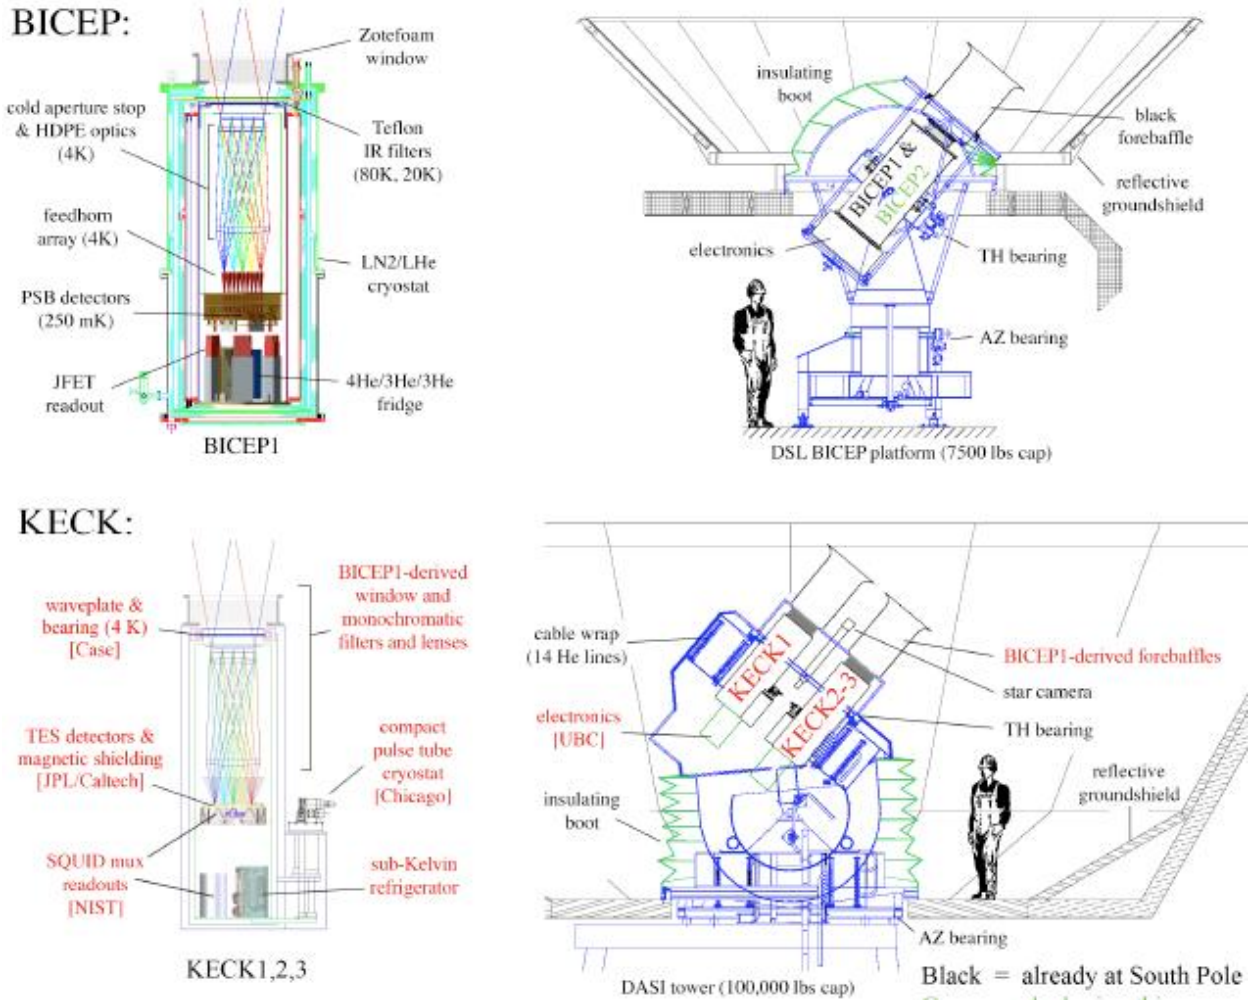 BICEP:
Zotefoam
window
cold aperture stop
& HDPE optics
(4K)
Teflon
IR filters
(80K, 20K)
feedhorn
array (4K)
LN2/LHe
cryostat
PSB detectors
(250 mK)
JFET
readout
4He/3He/3He
fridge
BICEP1
insulating
boot
black
forebaffle
BICEP1 &
BICEP2
reflective
groundshield
electronics
TH bearing
AZ bearing
DSL BICEP platform (7500 lbs cap)
KECK:
waveplate &
bearing (4 K)
[Case]
BICEP1-derived
window and
monochromatic
filters and lenses
TES detectors &
magnetic shielding
[JPL/Caltech]
compact
pulse tube
cryostat
[Chicago]
SQUID mux
readouts
[NIST]
sub-Kelvin
refrigerator
KECK1,2,3
cable wrap
(14 He lines)
KECK1
KECK2-3
BICEP1-derived forebaffles
star camera
electronics
[UBC]
TH bearing
insulating
boot
reflective
groundshield
AZ bearing
DASI tower (100,000 lbs cap)
Black = already at South Pole